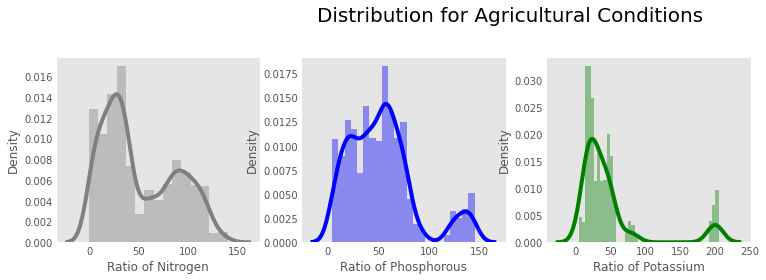 Distribution for Agricultural Conditions
Density
0.016
0.014
0.012
0.010
0.008
0.006
0.004
0.002
0.000
0 50 100 150
Ratio of Nitrogen
Density
0.0175
0.0150
0.0125
0.0100
0.0075
0.0050
0.0025
0.0000
0 50 100 150
Ratio of Phosphorous
Density
0.030
0.025
0.020
0.015
0.010
0.005
0.000
0 50 100 150 200 250
Ratio of Potassium